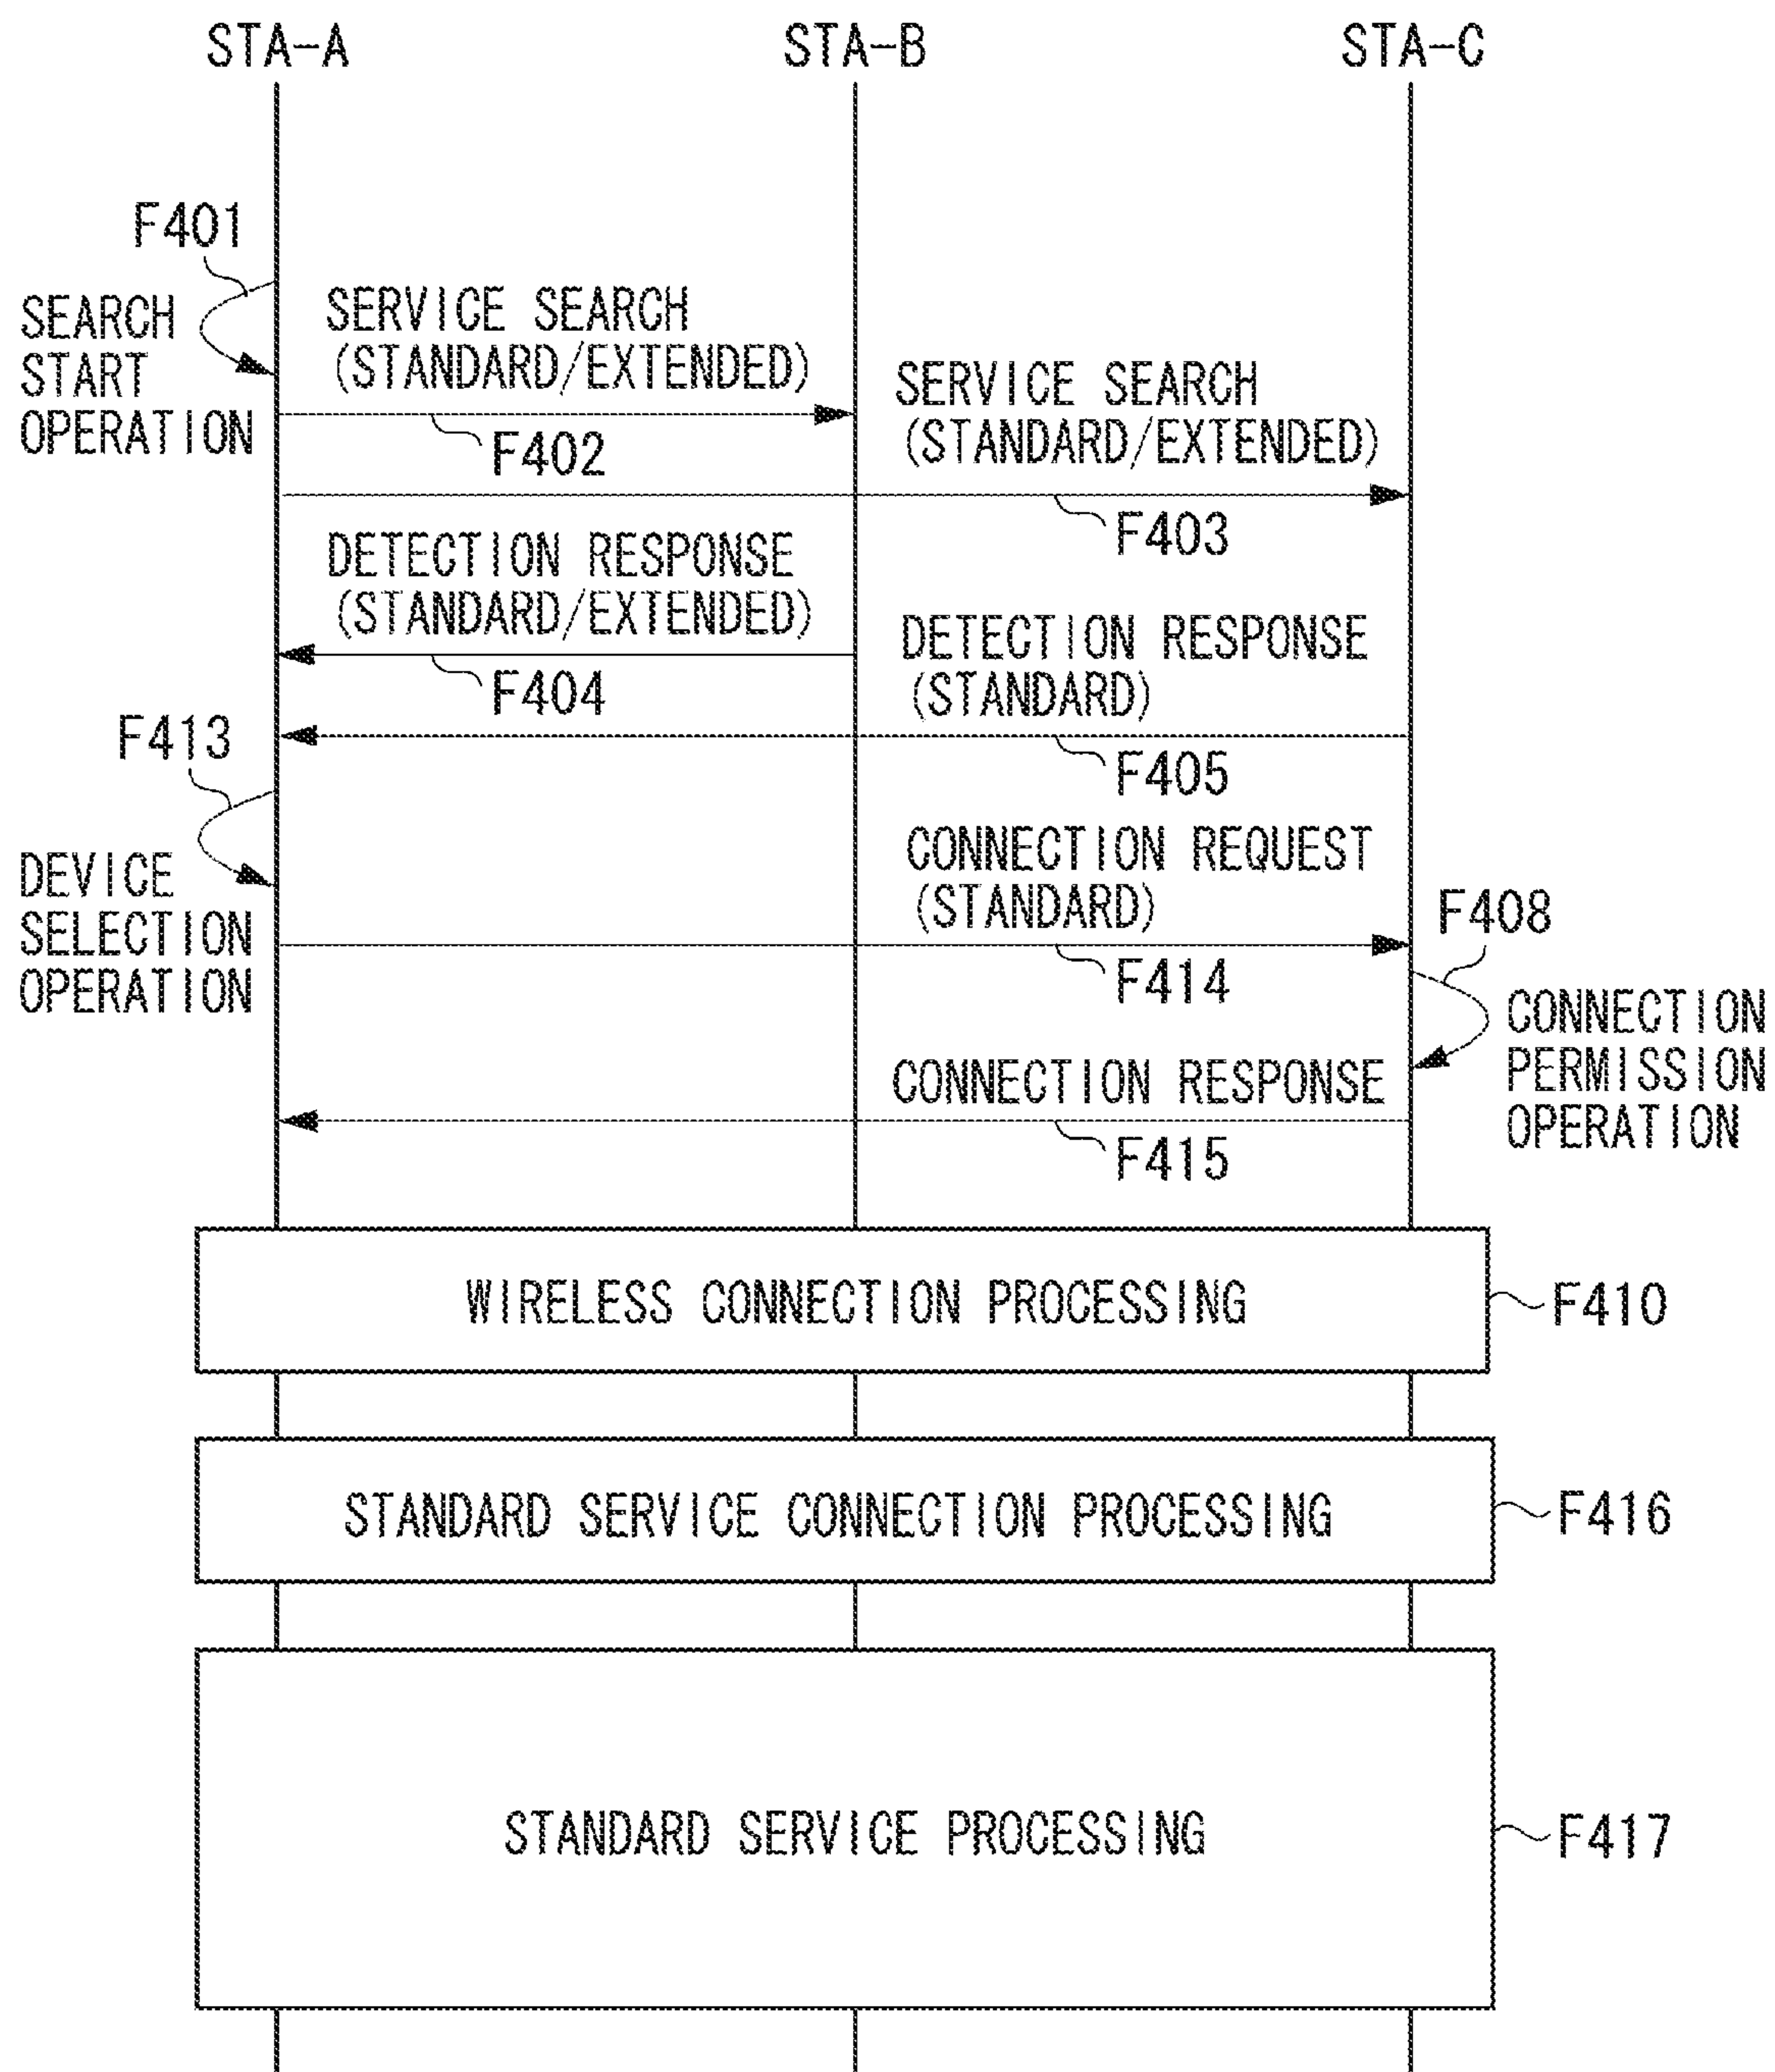 STA-A
STA-B
STA-C
F401
SEARCH
START
OPERATION
SERVICE SEARCH
(STANDARD/EXTENDED)
F402
SERVICE SEARCH
(STANDARD/EXTENDED)
F403
DETECTION RESPONSE
(STANDARD/EXTENDED)
F404
DETECTION RESPONSE
(STANDARD)
F405
F413
DEVICE
SELECTION
OPERATION
CONNECTION REQUEST
(STANDARD)
F414
F408
CONNECTION
PERMISSION
OPERATION
CONNECTION RESPONSE
F415
WIRELESS CONNECTION PROCESSING
F410
STANDARD SERVICE CONNECTION PROCESSING
F416
STANDARD SERVICE PROCESSING
F417